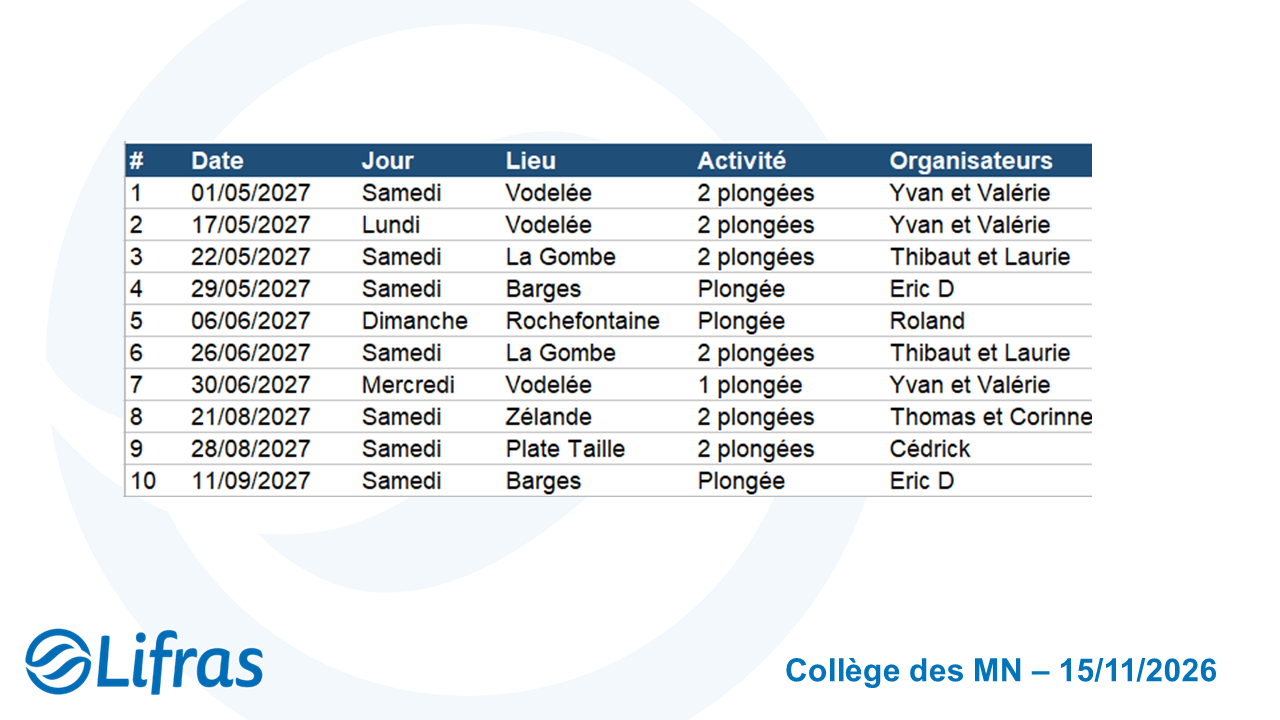 # Date Jour Lieu Activité Organisateurs
1 01/05/2027 Samedi Vodelée 2 plongées Yvan et Valérie
2 17/05/2027 Lundi Vodelée 2 plongées Yvan et Valérie
3 22/05/2027 Samedi La Gombe 2 plongées Thibaut et Laurie
4 29/05/2027 Samedi Barges Plongée Eric D
5 06/06/2027 Dimanche Rochefontaine Plongée Roland
6 26/06/2027 Samedi La Gombe 2 plongées Thibaut et Laurie
7 30/06/2027 Mercredi Vodelée 1 plongée Yvan et Valérie
8 21/08/2027 Samedi Zélande 2 plongées Thomas et Corinne
9 28/08/2027 Samedi Plate Taille 2 plongées Cédrick
10 11/09/2027 Samedi Barges Plongée Eric D
Lifras
Collège des MN – 15/11/2026